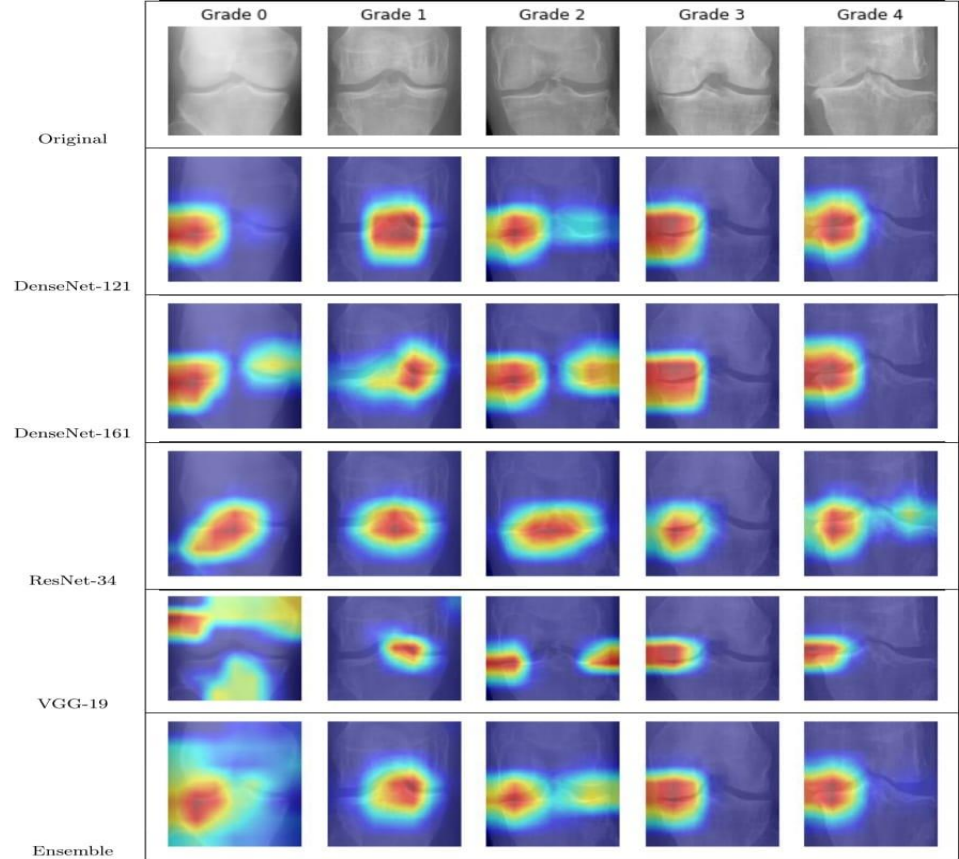 Grade 0 Grade 1 Grade 2 Grade 3 Grade 4
Original
DenseNet-121
DenseNet-161
ResNet-34
VGG-19
Ensemble